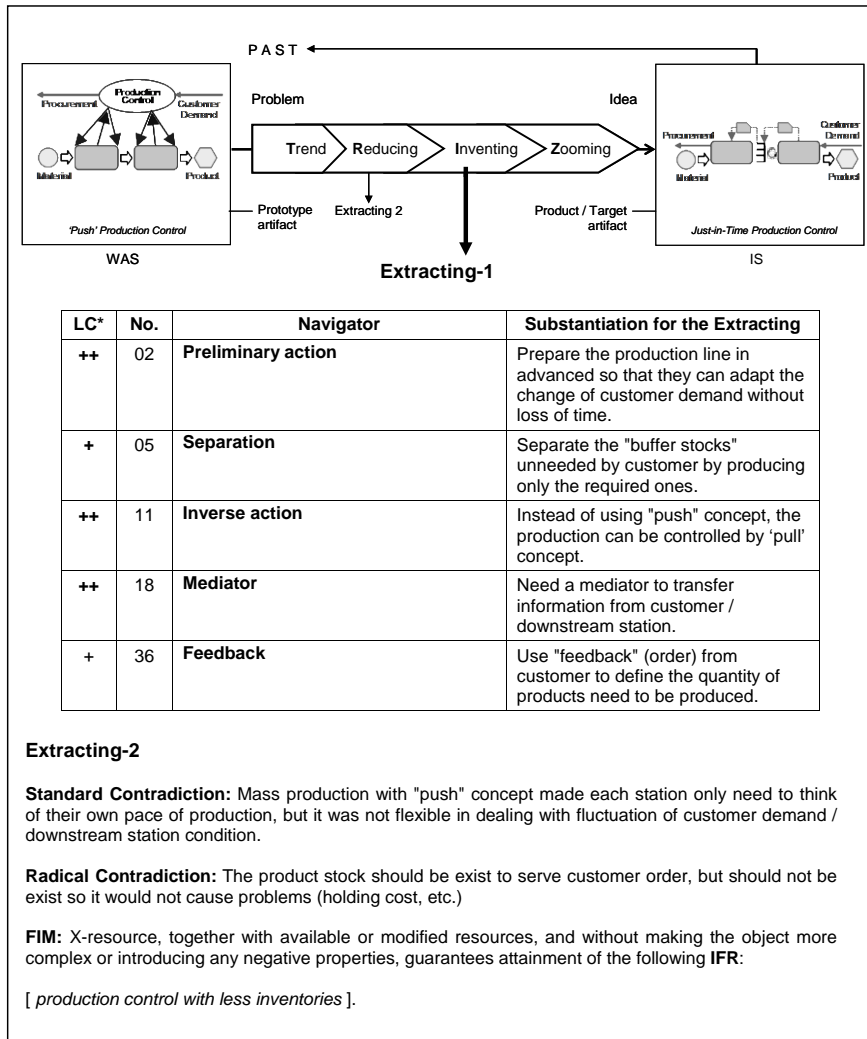 P A S T
Production
Control
Procurement
Customer
Demand
Material
Product
'Push' Production Control
WAS
Problem
Idea
Trend
Reducing
Inventing
Zooming
Prototype
artifact
Extracting 2
Product / Target
artifact
Extracting-1
Procurement
Customer
Demand
Material
Product
Just-in-Time Production Control
IS
LC* No. Navigator Substantiation for the Extracting
++ 02 Preliminary action Prepare the production line in
advanced so that they can adapt the
change of customer demand without
loss of time.
+ 05 Separation Separate the "buffer stocks"
unneeded by customer by producing
only the required ones.
++ 11 Inverse action Instead of using "push" concept, the
production can be controlled by 'pull'
concept.
++ 18 Mediator Need a mediator to transfer
information from customer /
downstream station.
+ 36 Feedback Use "feedback" (order) from
customer to define the quantity of
products need to be produced.
Extracting-2
Standard Contradiction: Mass production with "push" concept made each station only need to think
of their own pace of production, but it was not flexible in dealing with fluctuation of customer demand /
downstream station condition.
Radical Contradiction: The product stock should be exist to serve customer order, but should not be
exist so it would not cause problems (holding cost, etc.)
FIM: X-resource, together with available or modified resources, and without making the object more
complex or introducing any negative properties, guarantees attainment of the following IFR:
[ production control with less inventories ].